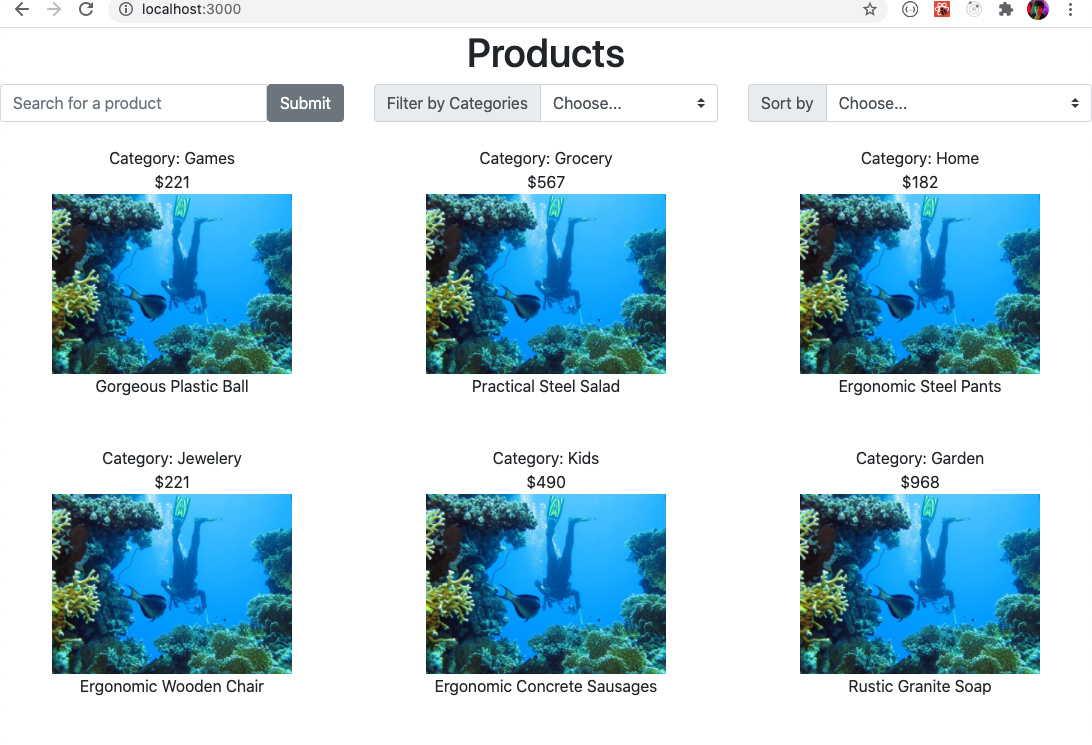 localhost:3000
Products
Search for a product Submit Filter by Categories Choose... Sort by Choose...
Category: Games Category: Grocery Category: Home
$221 $567 $182
Gorgeous Plastic Ball Practical Steel Salad Ergonomic Steel Pants
Category: Jewelery Category: Kids Category: Garden
$221 $490 $968
Ergonomic Wooden Chair Ergonomic Concrete Sausages Rustic Granite Soap